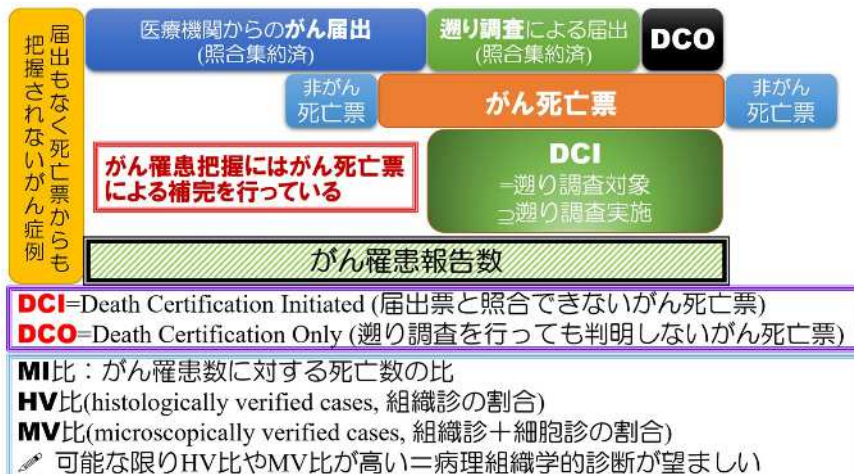 届出もなく死亡票からも
把握されないがん症例
医療機関からのがん届出
(照合集約済)
遡り調査による届出
(照合集約済)
DCO
非がん
死亡票
がん死亡票
非がん
死亡票
がん罹患把握にはがん死亡票
による補完を行っている
DCI
=遡り調査対象
⊃遡り調査実施
がん罹患報告数
DCI=Death Certification Initiated (届出票と照合できないがん死亡票)
DCO=Death Certification Only (遡り調査を行っても判明しないがん死亡票)
MI比：がん罹患数に対する死亡数の比
HV比(histologically verified cases, 組織診の割合)
MV比(microscopically verified cases, 組織診＋細胞診の割合)
可能な限りHV比やMV比が高い＝病理組織学的診断が望ましい